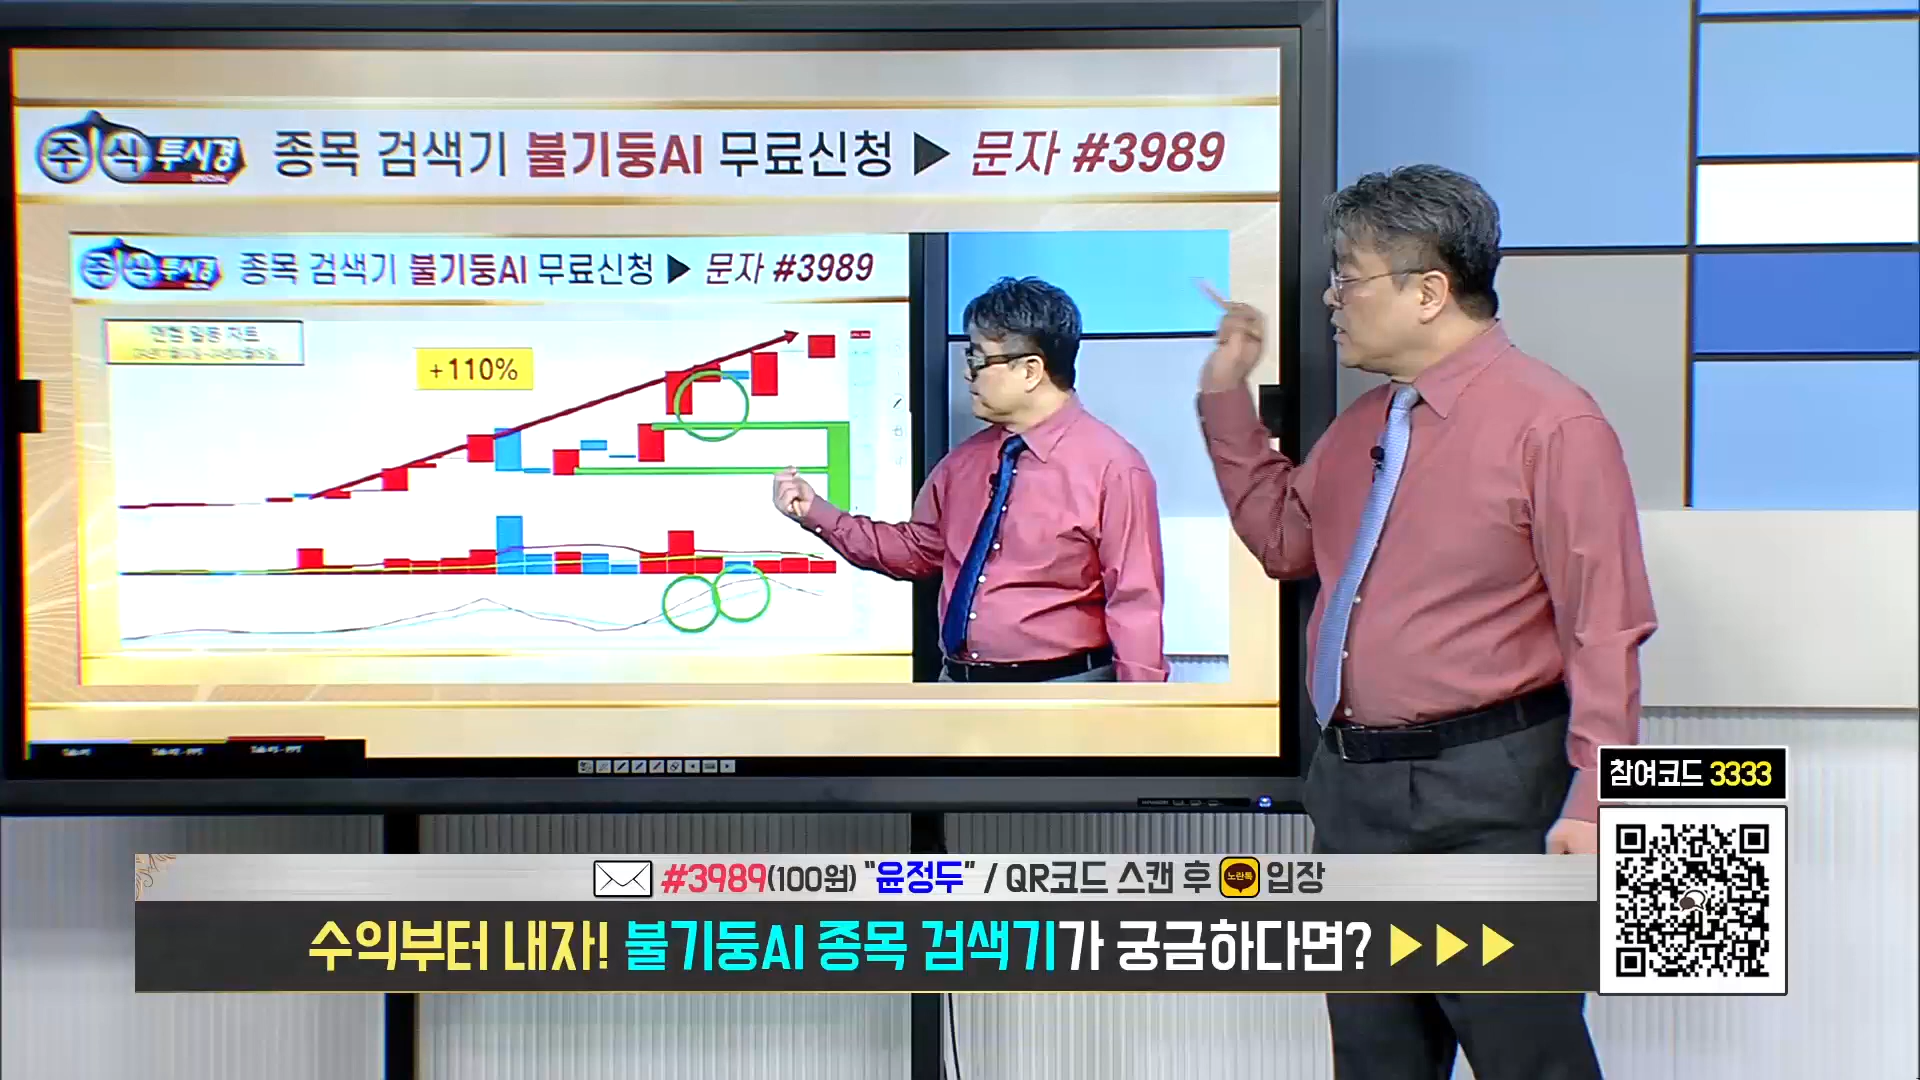 주식투시경 종목 검색기 불기둥AI 무료신청 ▶ 문자 #3989
주식투시경 종목 검색기 불기둥AI 무료신청 ▶ 문자 #3989
+110%
참여코드 3333
#3989(100원) "윤정두" / QR코드 스캔 후 노란톡 입장
수익부터 내자! 불기둥AI 종목 검색기가 궁금하다면? ▶▶▶